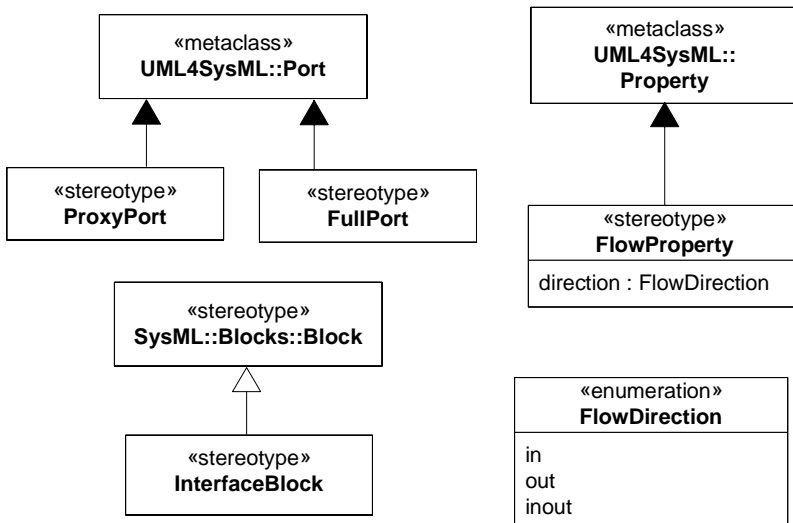 «metaclass»
UML4SysML::Port
«metaclass»
UML4SysML::
Property
«stereotype»
ProxyPort
«stereotype»
FullPort
«stereotype»
FlowProperty
direction : FlowDirection
«stereotype»
SysML::Blocks::Block
«stereotype»
InterfaceBlock
«enumeration»
FlowDirection
in
out
inout